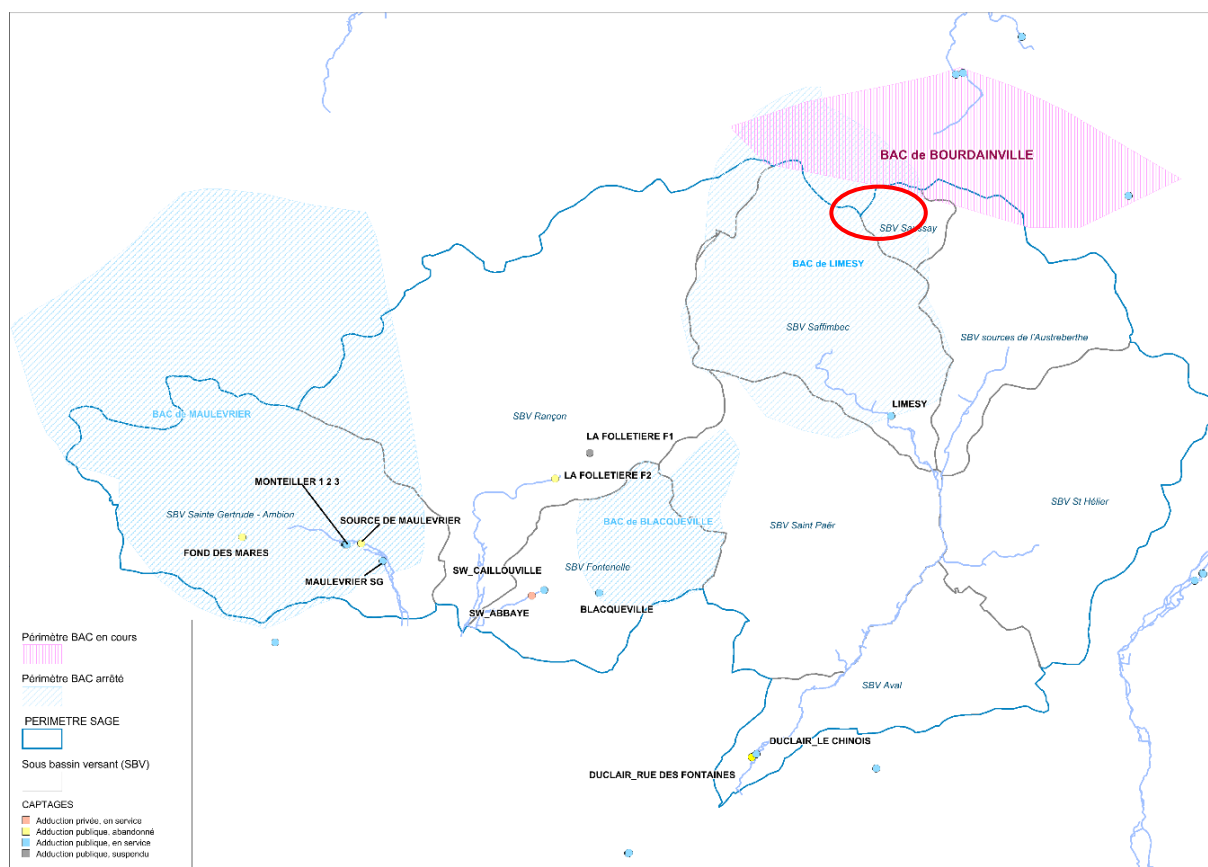 BAC de BOURDAINVILLE
SBV Saussay
BAC de LIMESY
SBV Saffimbec
SBV sources de l'Austreberthe
LIMESY
BAC de MAULEVRIER
SBV Rançon
LA FOLLETIERE F1
LA FOLLETIERE F2
MONTEILLER 1 2 3
SBV Sainte Gertrude - Ambion
SOURCE DE MAULEVRIER
FOND DES MARES
MAULEVRIER SG
BAC de BLACQUEVILLE
SBV Saint Paër
SBV St Hélier
SW_CAILLOUVILLE
SBV Fontenelle
SW_ABBAYE
BLACQUEVILLE
SBV Aval
DUCLAIR_LE CHINOIS
DUCLAIR_RUE DES FONTAINES
Périmètre BAC en cours
Périmètre BAC arrêté
PERIMETRE SAGE
Sous bassin versant (SBV)
CAPTAGES
Adduction privée, en service
Adduction publique, abandonné
Adduction publique, en service
Adduction publique, suspendu